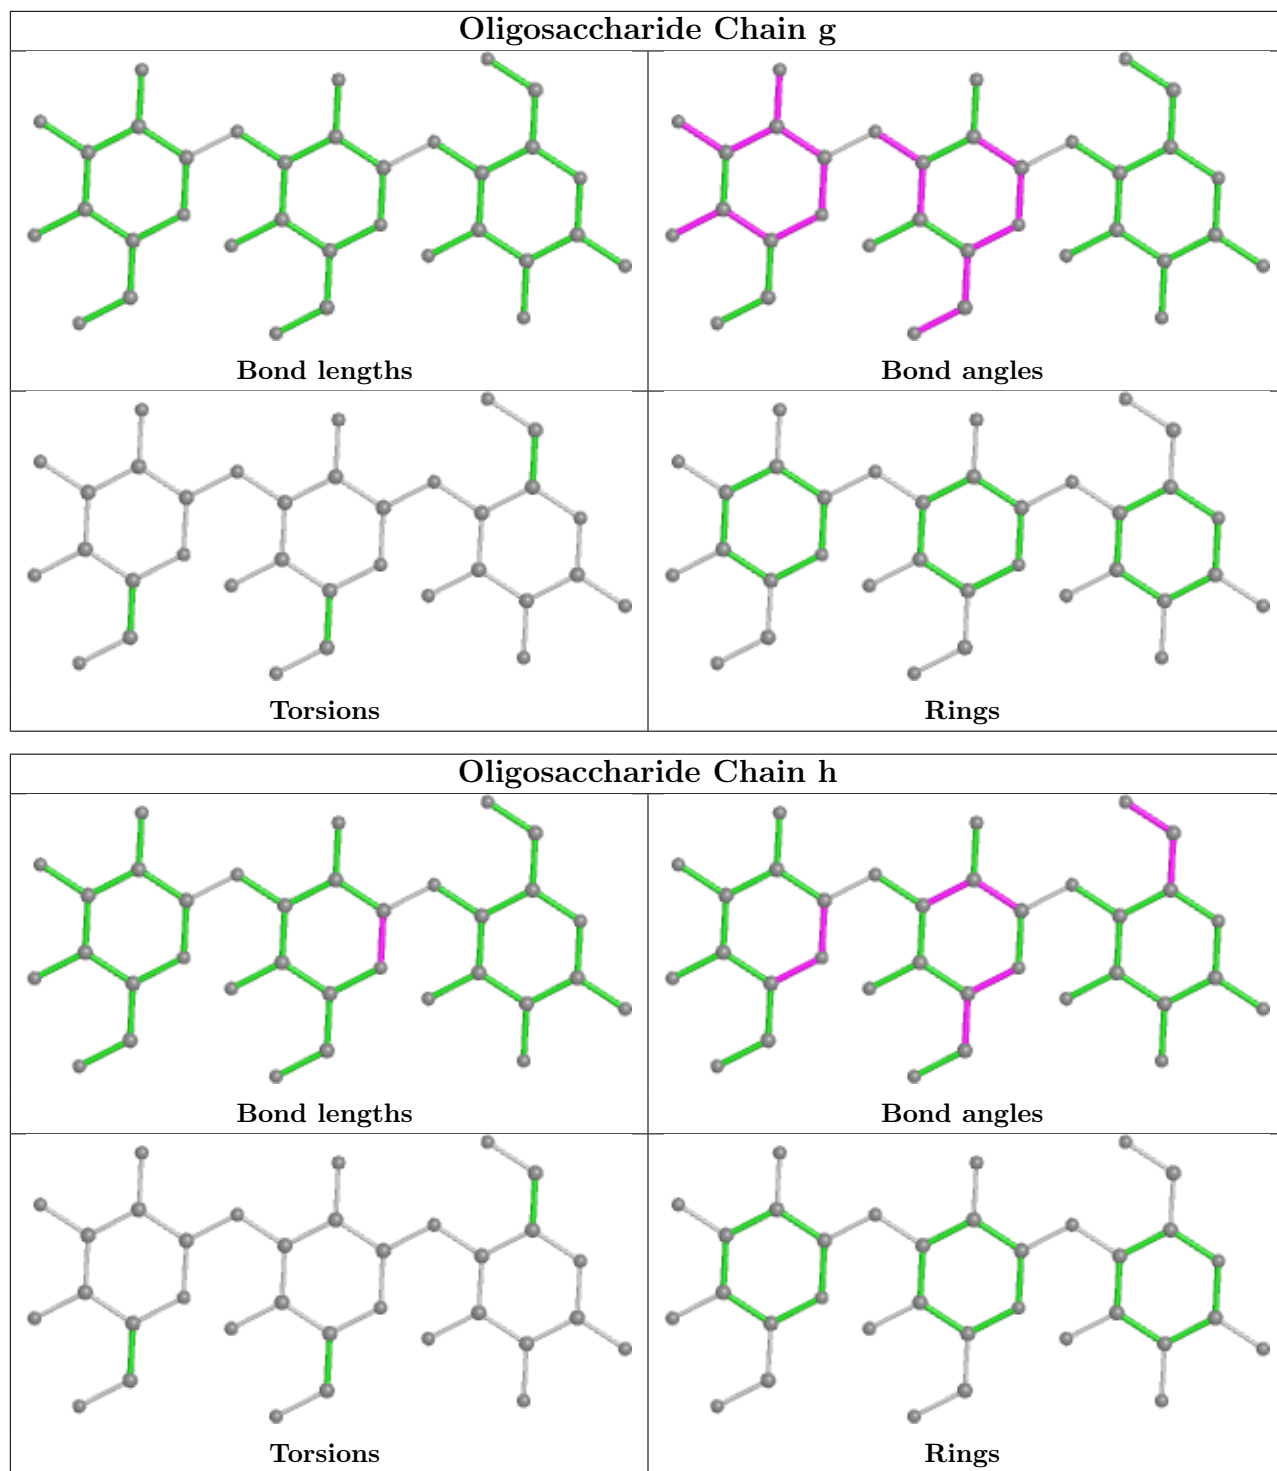 Oligosaccharide Chain g
Bond lengths
Bond angles
Torsions
Rings
Oligosaccharide Chain h
Bond lengths
Bond angles
Torsions
Rings